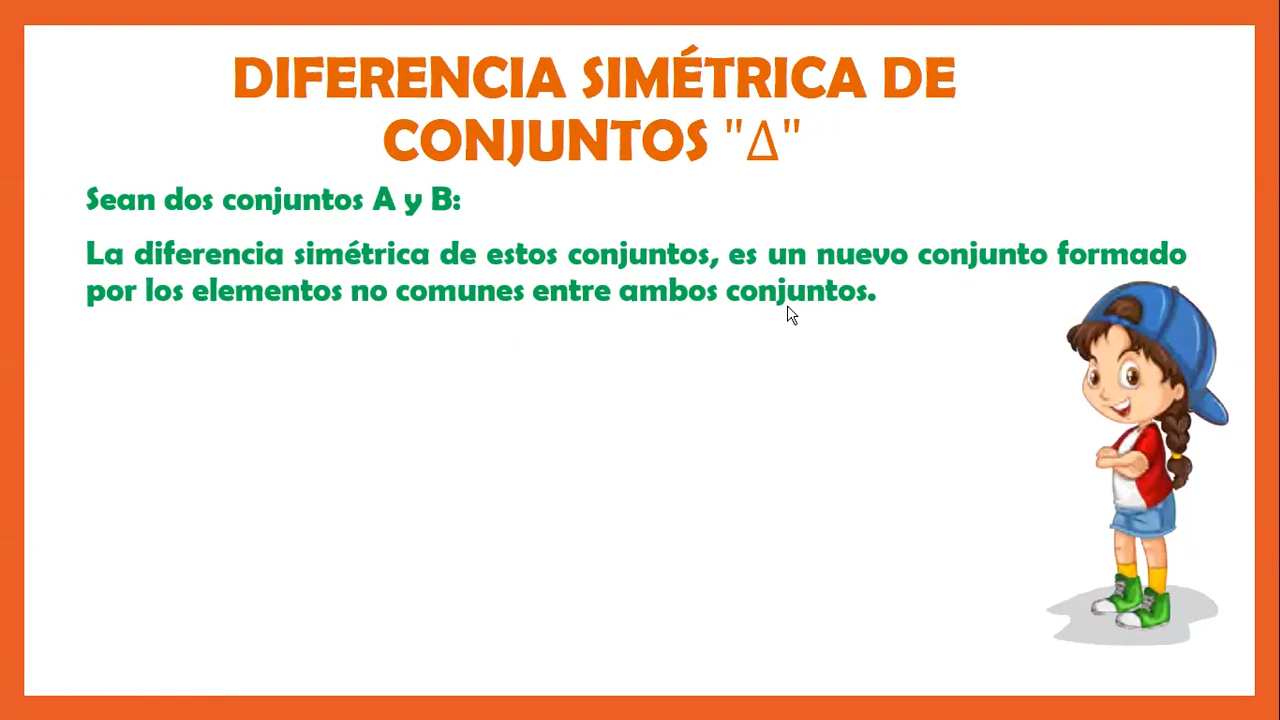 DIFERENCIA SIMÉTRICA DE
CONJUNTOS "Δ"
Sean dos conjuntos A y B:
La diferencia simétrica de estos conjuntos, es un nuevo conjunto formado
por los elementos no comunes entre ambos conjuntos.